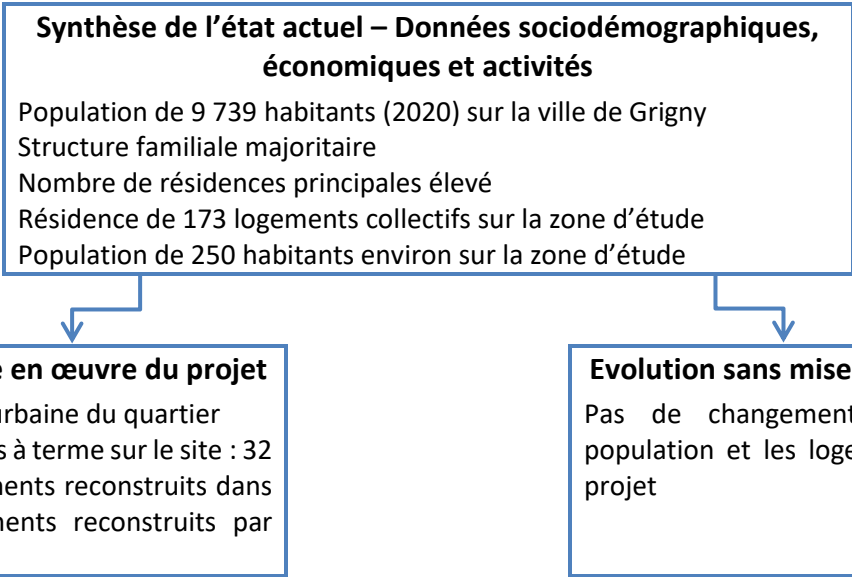 Synthèse de l’état actuel – Données sociodémographiques,
économiques et activités
Population de 9 739 habitants (2020) sur la ville de Grigny
Structure familiale majoritaire
Nombre de résidences principales élevé
Résidence de 173 logements collectifs sur la zone d’étude
Population de 250 habitants environ sur la zone d’étude
en œuvre du projet
urbaine du quartier
à terme sur le site : 32
reconstruits dans
reconstruits par
Evolution sans mise
Pas de changement
population et les
projet